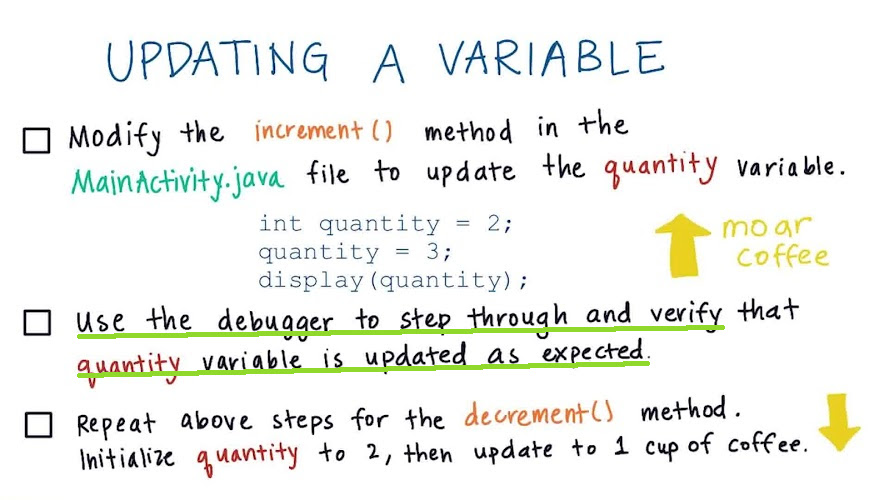 UPDATING A VARIABLE
Modify the increment() method in the
MainActivity.java file to update the quantity variable.
int quantity = 2;
quantity = 3;
display(quantity);
moar
coffee
Use the debugger to step through and verify that
quantity variable is updated as expected.
Repeat above steps for the decrement() method.
Initialize quantity to 2, then update to 1 cup of coffee.